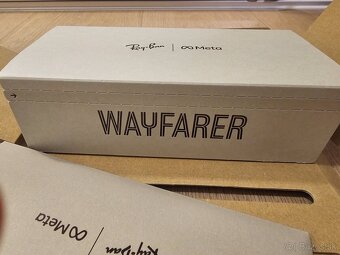 Ray-Ban | ∞ Meta
WAYFARER
∞ Meta | Ray-Ban